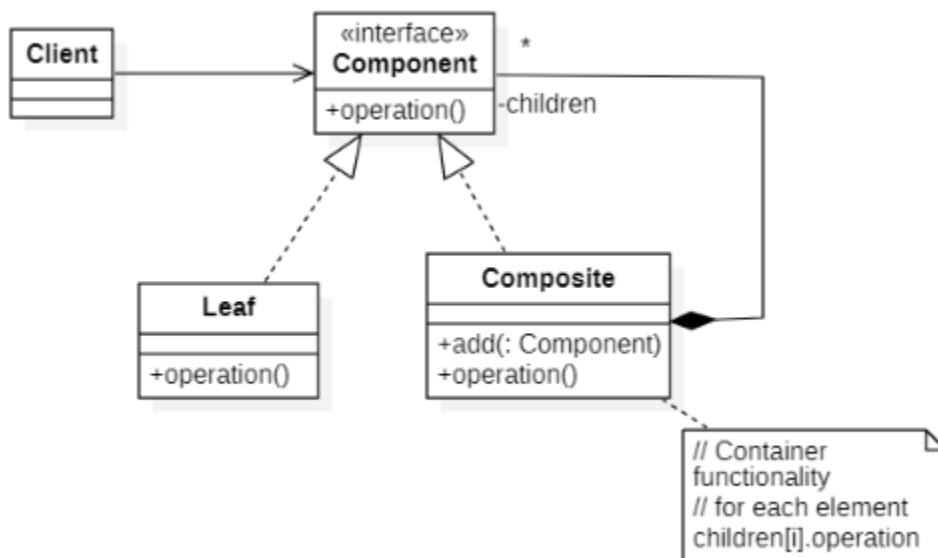 Client
«interface»
Component
+operation()
*
-children
Leaf
+operation()
Composite
+add(: Component)
+operation()
// Container
functionality
// for each element
children[i].operation